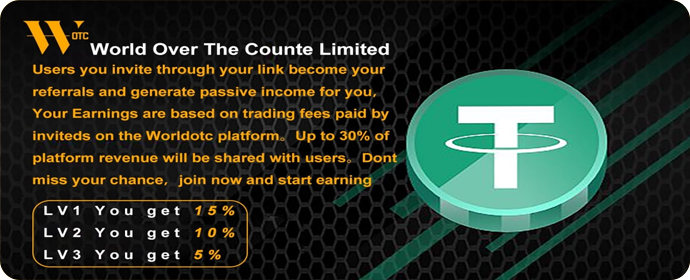 W OTC
World Over The Counte Limited
Users you invite through your link become your
referrals and generate passive income for you,
Your Earnings are based on trading fees paid by
inviteds on the Worldotc platform。Up to 30% of
platform revenue will be shared with users。Dont
miss your chance，join now and start earning
LV1 You get 15%
LV2 You get 10%
LV3 You get 5%